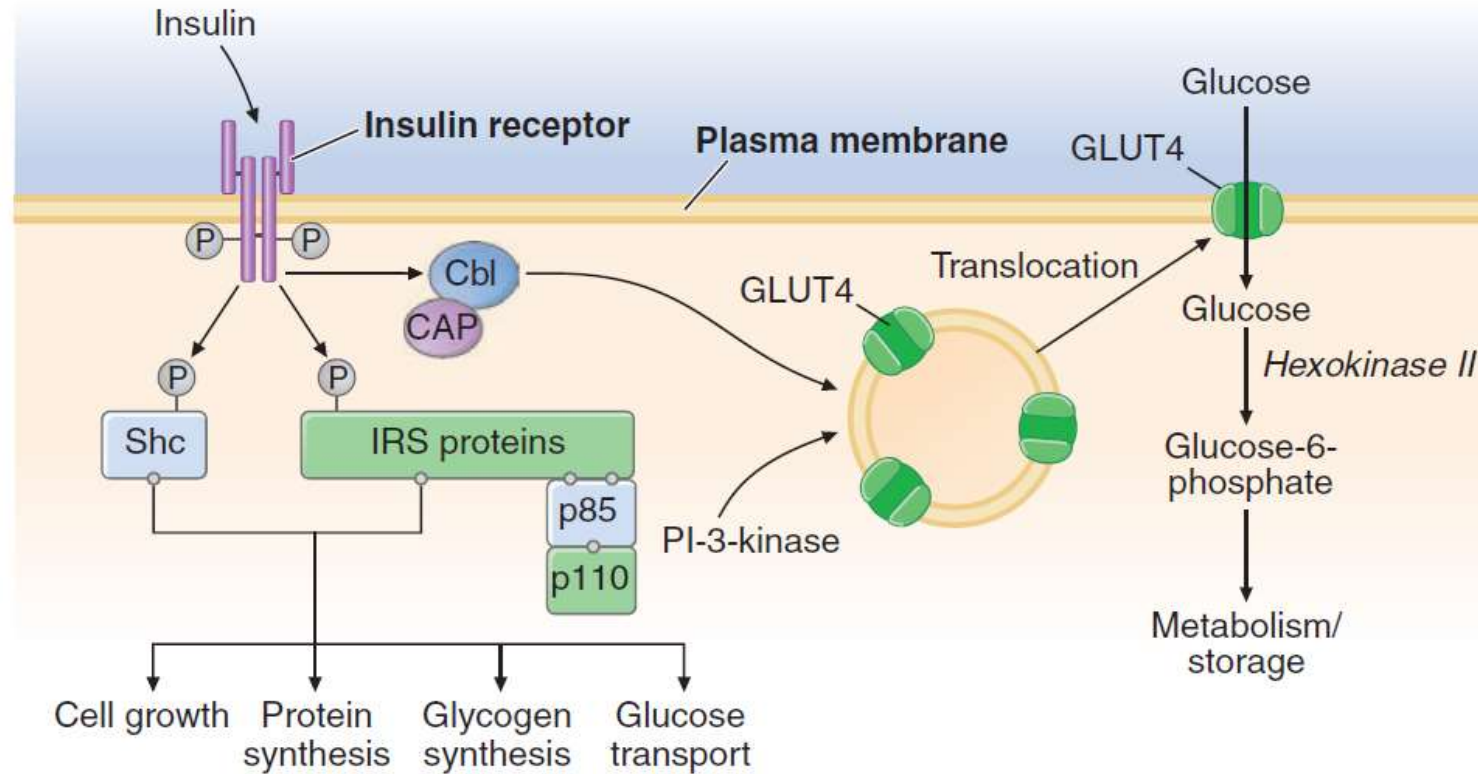 Insulin
Insulin receptor
Plasma membrane
Glucose
GLUT4
P
P
Cbl
CAP
GLUT4
Translocation
Glucose
Hexokinase II
P
P
Shc
IRS proteins
p85
p110
PI-3-kinase
Glucose-6-
phosphate
Metabolism/
storage
Cell growth
Protein
synthesis
Glycogen
synthesis
Glucose
transport